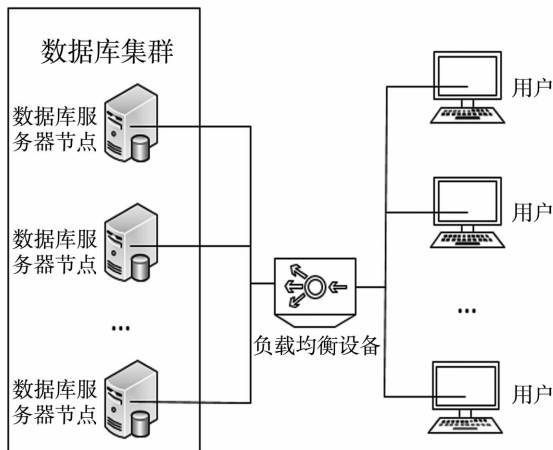 数据库集群
数据库服
务器节点
数据库服
务器节点
...
数据库服
务器节点
负载均衡设备
用户
用户
...
用户